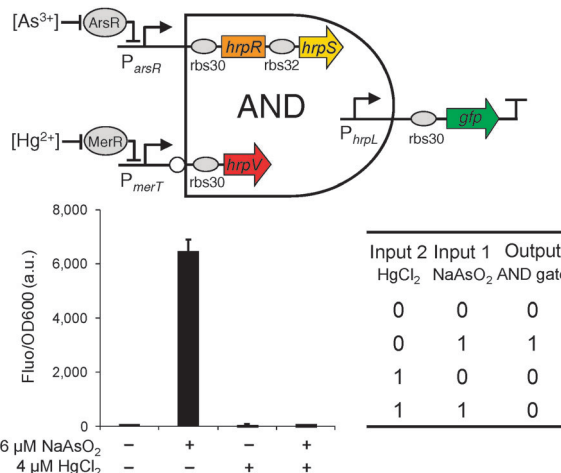 [As3+] ArsR
ParsR rbs30 hrpR rbs32 hrpS
AND
[Hg2+] MerR
PmerT rbs30 hrpV
PhrpL rbs30 gfp
8,000
6,000
4,000
2,000
0
Fluo/OD600 (a.u.)
6 µM NaAsO2 – + – +
4 µM HgCl2 – – + +
Input 2 Input 1 Output
HgCl2 NaAsO2 AND gate
0 0 0
0 1 1
1 0 0
1 1 0